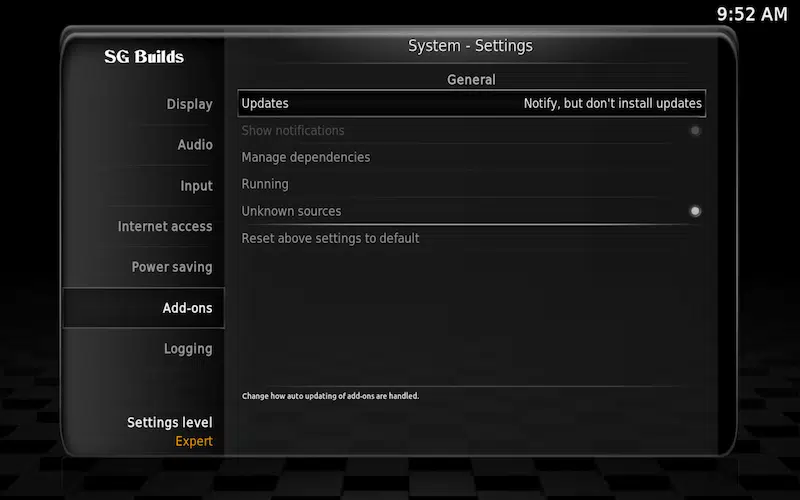 9:52 AM
SG Builds
System - Settings
General
Display
Audio
Input
Internet access
Power saving
Add-ons
Logging
Settings level
Expert
Updates Notify, but don't install updates
Show notifications
Manage dependencies
Running
Unknown sources
Reset above settings to default
Change how auto updating of add-ons are handled.